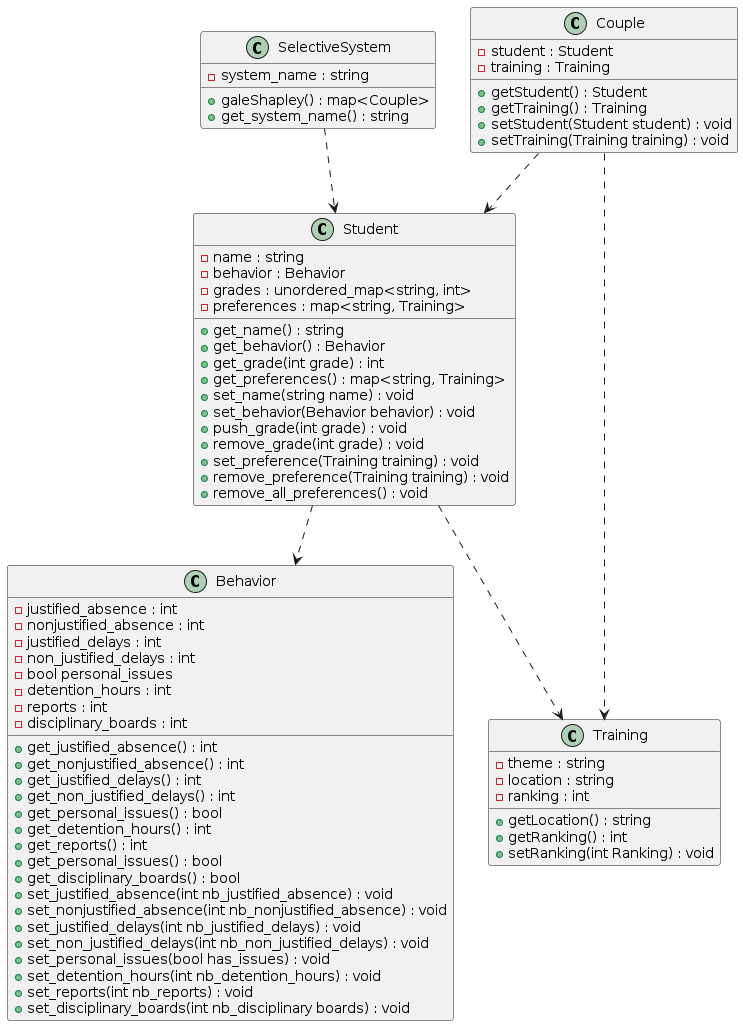 C SelectiveSystem
system_name : string
galeShapley() : map<Couple>
get_system_name() : string
C Couple
student : Student
training : Training
getStudent() : Student
getTraining() : Training
setStudent(Student student) : void
setTraining(Training training) : void
C Student
name : string
behavior : Behavior
grades : unordered_map<string, int>
preferences : map<string, Training>
get_name() : string
get_behavior() : Behavior
get_grade(int grade) : int
get_preferences() : map<string, Training>
set_name(string name) : void
set_behavior(Behavior behavior) : void
push_grade(int grade) : void
remove_grade(int grade) : void
set_preference(Training training) : void
remove_preference(Training training) : void
remove_all_preferences() : void
C Behavior
justified_absence : int
nonjustified_absence : int
justified_delays : int
non_justified_delays : int
bool personal_issues
detention_hours : int
reports : int
disciplinary_boards : int
get_justified_absence() : int
get_nonjustified_absence() : int
get_justified_delays() : int
get_non_justified_delays() : int
get_personal_issues() : bool
get_detention_hours() : int
get_reports() : int
get_personal_issues() : bool
get_disciplinary_boards() : bool
set_justified_absence(int nb_justified_absence) : void
set_nonjustified_absence(int nb_nonjustified_absence) : void
set_justified_delays(int nb_justified_delays) : void
set_non_justified_delays(int nb_non_justified_delays) : void
set_personal_issues(bool has_issues) : void
set_detention_hours(int nb_detention_hours) : void
set_reports(int nb_reports) : void
set_disciplinary_boards(int nb_disciplinary boards) : void
C Training
theme : string
location : string
ranking : int
getLocation() : string
getRanking() : int
setRanking(int Ranking) : void